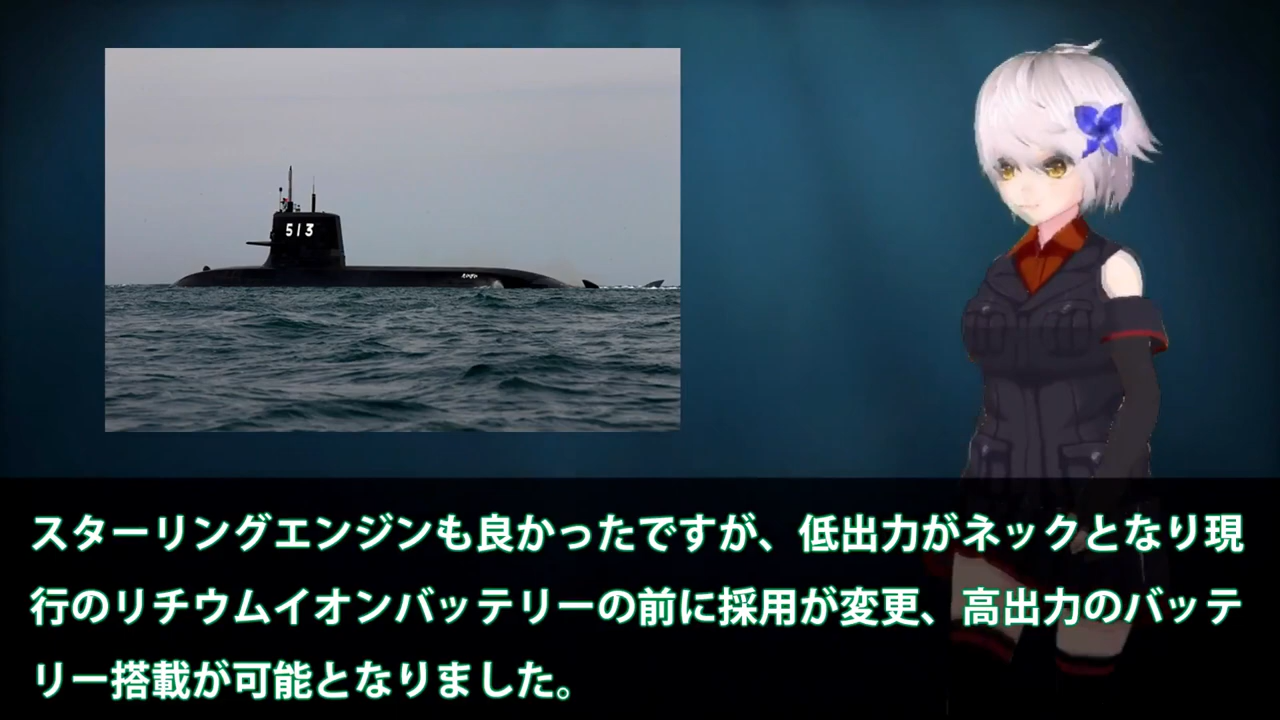 513
スターリングエンジンも良かったですが、低出力がネックとなり現
行のリチウムイオンバッテリーの前に採用が変更、高出力のバッテ
リー搭載が可能となりました。